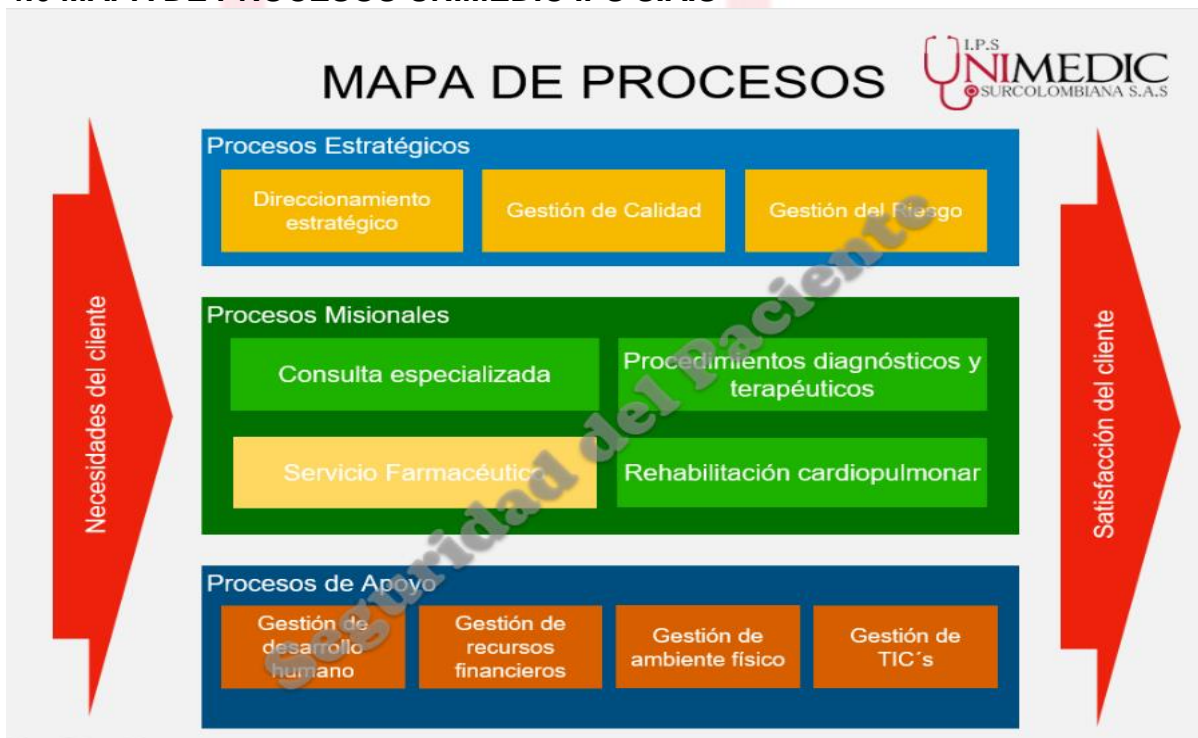 MAPA DE PROCESOS
I.P.S
UNIMEDIC
SURCOLOMBIANA S.A.S
Necesidades del cliente
Procesos Estratégicos
Direccionamiento
estratégico
Gestión de Calidad
Gestión del Riesgo
Procesos Misionales
Consulta especializada
Procedimientos diagnósticos y
terapéuticos
Servicio Farmacéutico
Rehabilitación cardiopulmonar
Procesos de Apoyo
Gestión de
desarrollo
humano
Gestión de
recursos
financieros
Gestión de
ambiente físico
Gestión de
TIC´s
Satisfacción del cliente
Seguridad del Paciente